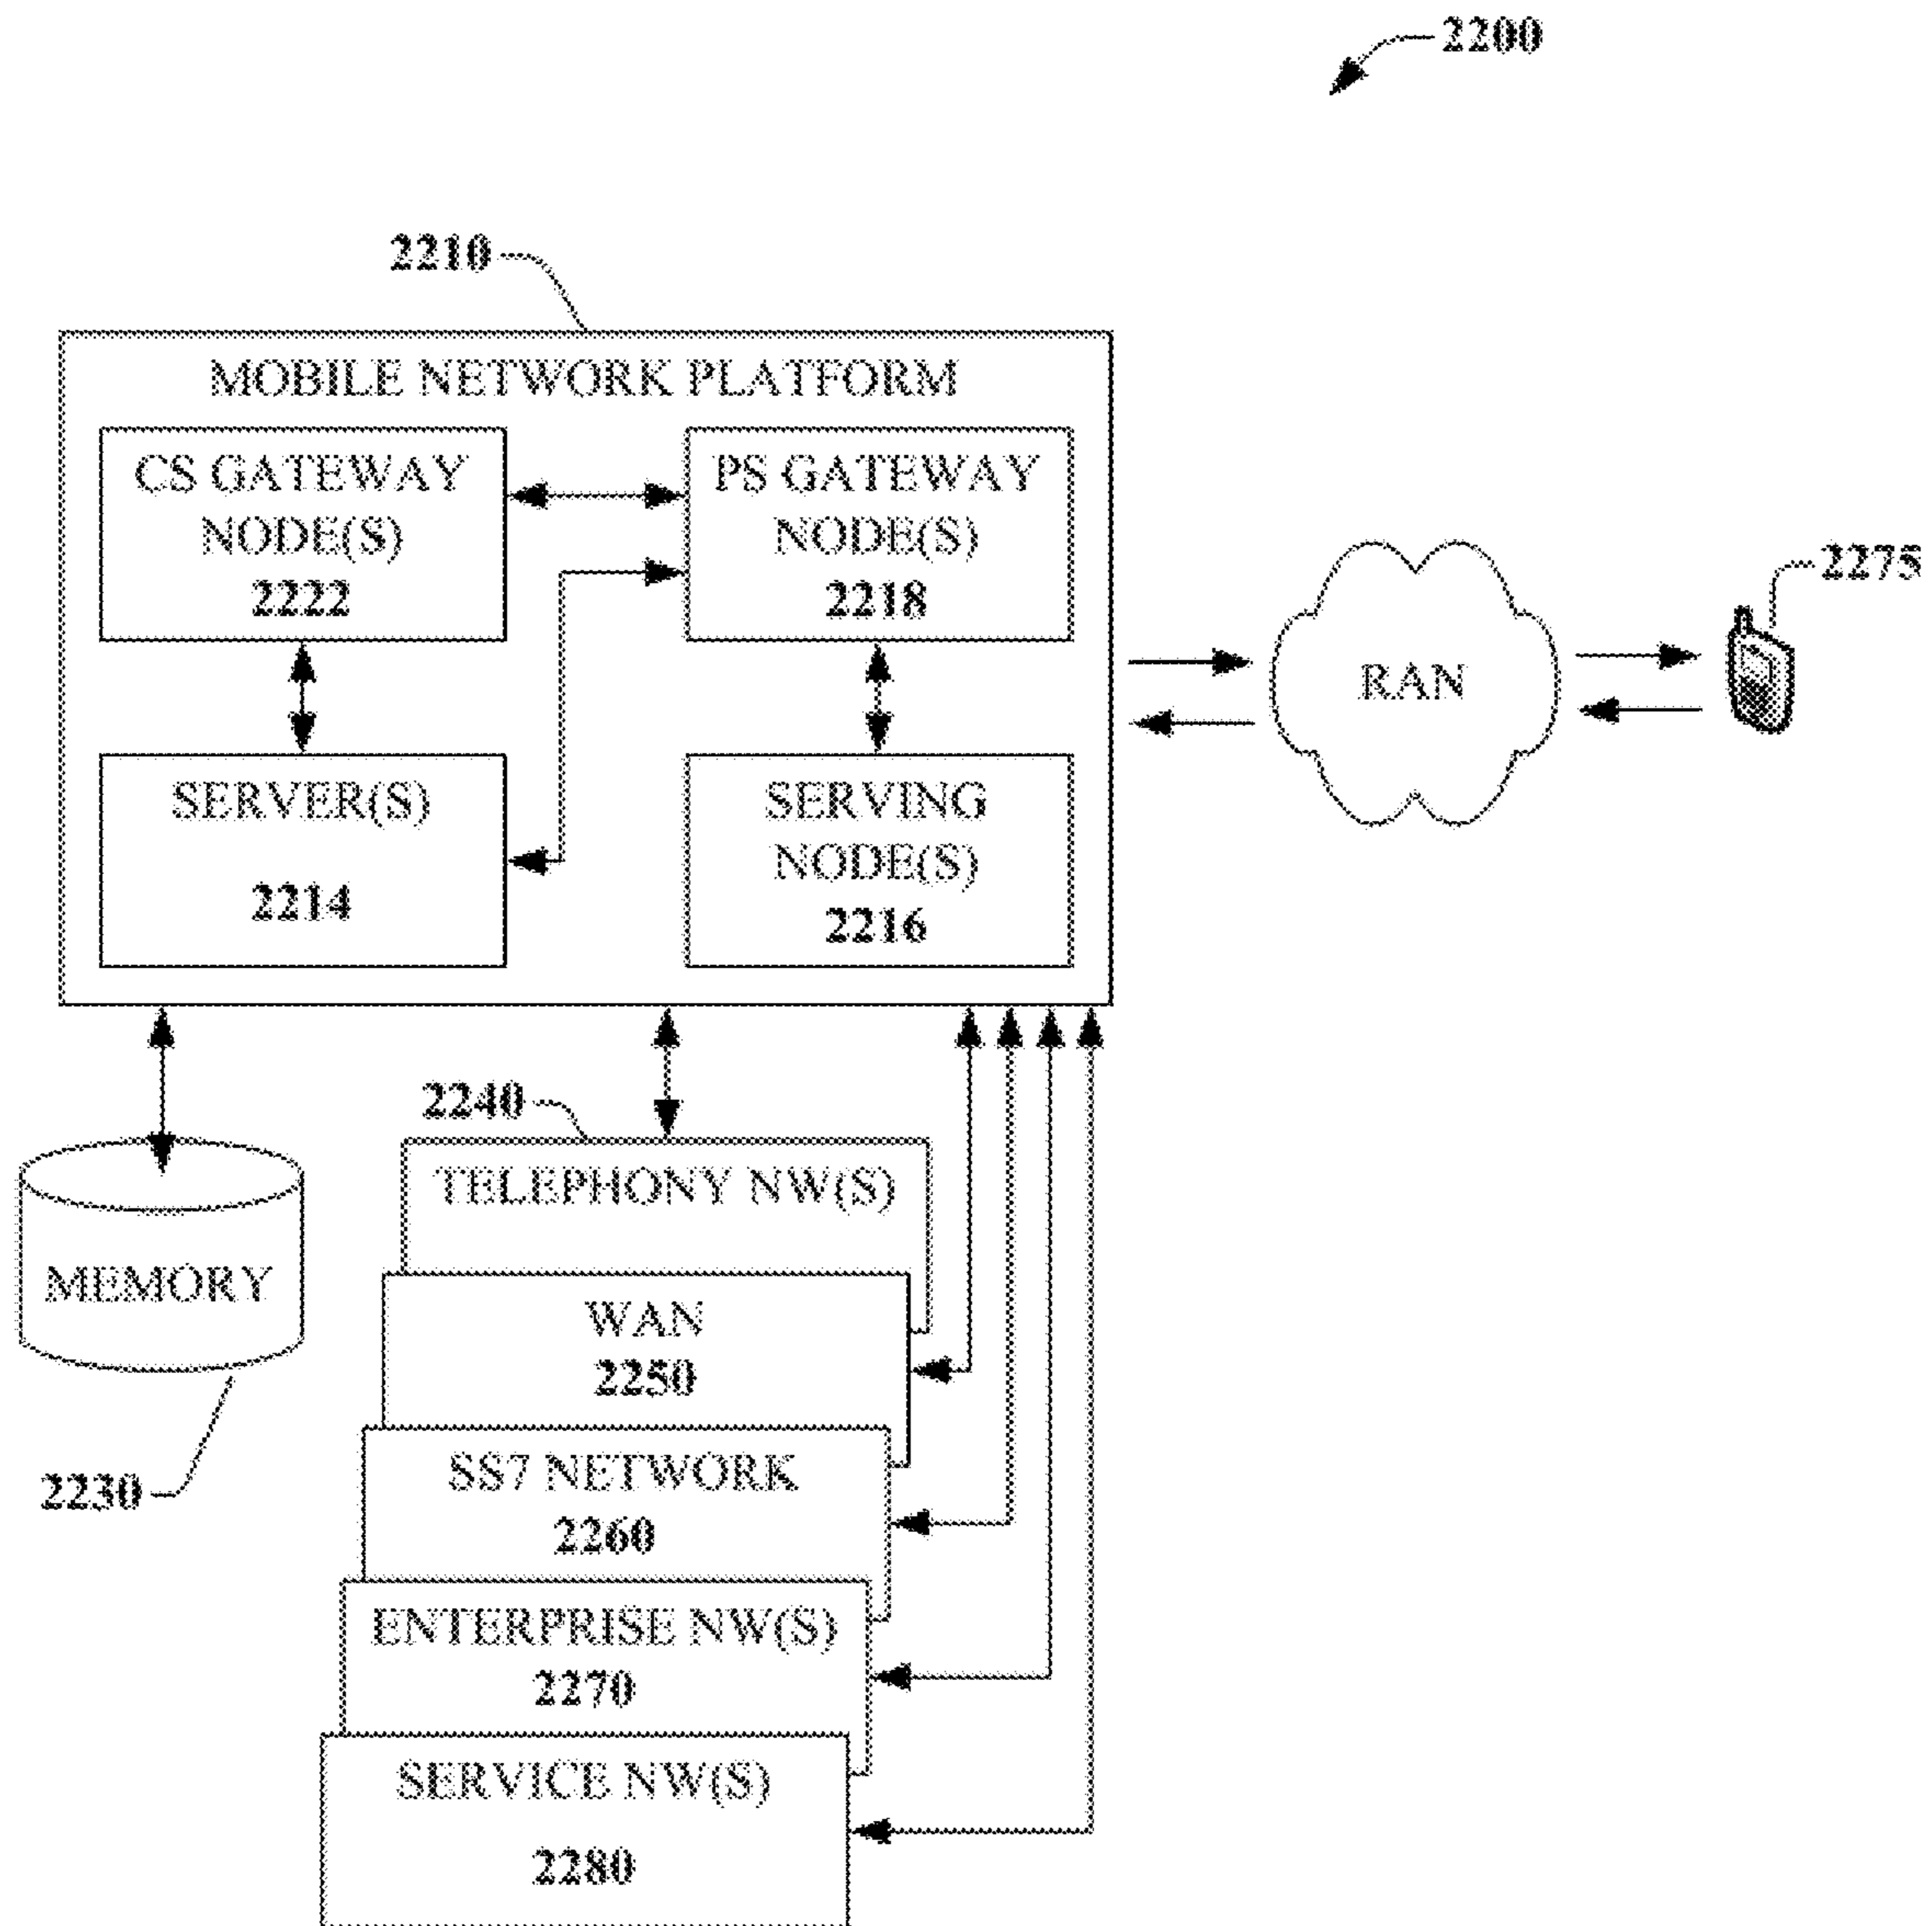 2200
2210
MOBILE NETWORK PLATFORM
CS GATEWAY
NODE(S)
2222
PS GATEWAY
NODE(S)
2218
2275
RAN
SERVER(S)
2214
SERVING
NODE(S)
2216
2240
TELEPHONY NW(S)
MEMORY
WAN
2250
2230
SS7 NETWORK
2260
ENTERPRISE NW(S)
2270
SERVICE NW(S)
2280